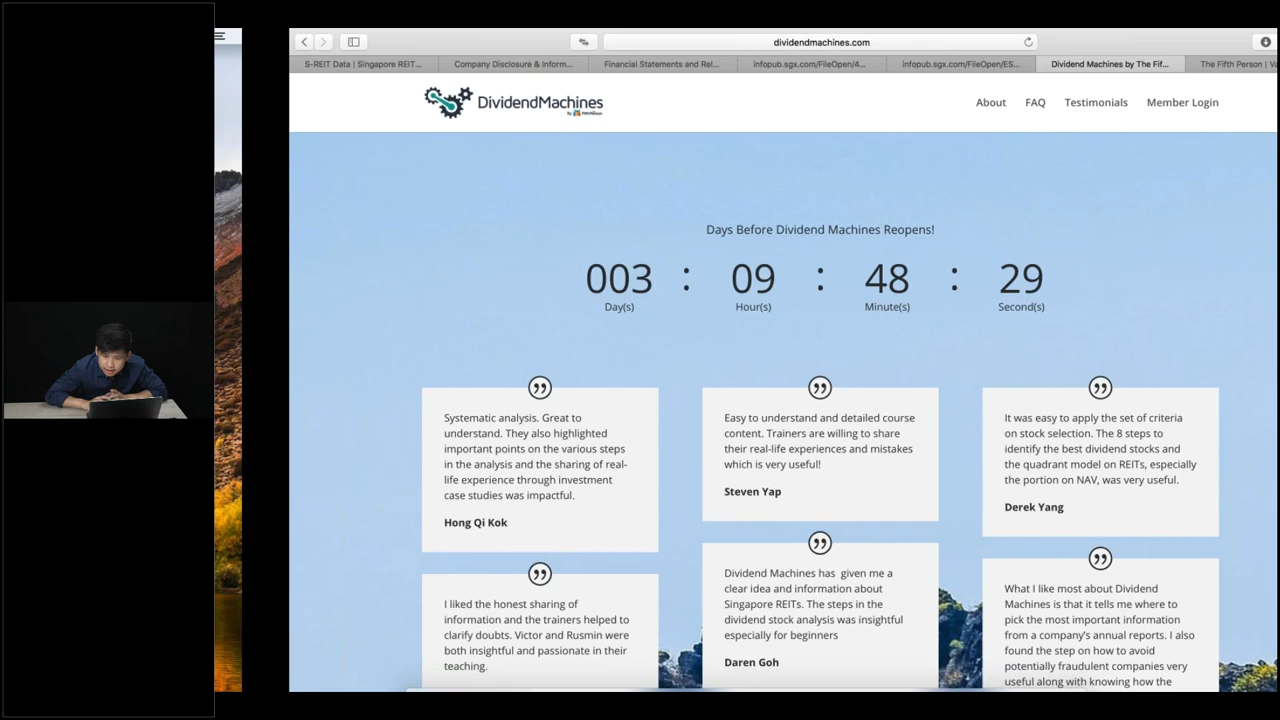 dividendmachines.com
S-REIT Data | Singapore REIT...
Company Disclosure & Inform...
Financial Statements and Rel...
infopub.sgx.com/FileOpen/4...
infopub.sgx.com/FileOpen/ES...
Dividend Machines by The Fif...
The Fifth Person | Va
DividendMachines
About
FAQ
Testimonials
Member Login
Days Before Dividend Machines Reopens!
003 : 09 : 48 : 29
Day(s)
Hour(s)
Minute(s)
Second(s)
Systematic analysis. Great to
understand. They also highlighted
important points on the various steps
in the analysis and the sharing of real-
life experience through investment
case studies was impactful.
Hong Qi Kok
Easy to understand and detailed course
content. Trainers are willing to share
their real-life experiences and mistakes
which is very useful!
Steven Yap
It was easy to apply the set of criteria
on stock selection. The 8 steps to
identify the best dividend stocks and
the quadrant model on REITs, especially
the portion on NAV, was very useful.
Derek Yang
I liked the honest sharing of
information and the trainers helped to
clarify doubts. Victor and Rusmin were
both insightful and passionate in their
teaching.
Dividend Machines has given me a
clear idea and information about
Singapore REITs. The steps in the
dividend stock analysis was insightful
especially for beginners
Daren Goh
What I like most about Dividend
Machines is that it tells me where to
pick the most important information
from a company's annual reports. I also
found the step on how to avoid
potentially fraudulent companies very
useful along with knowing how the